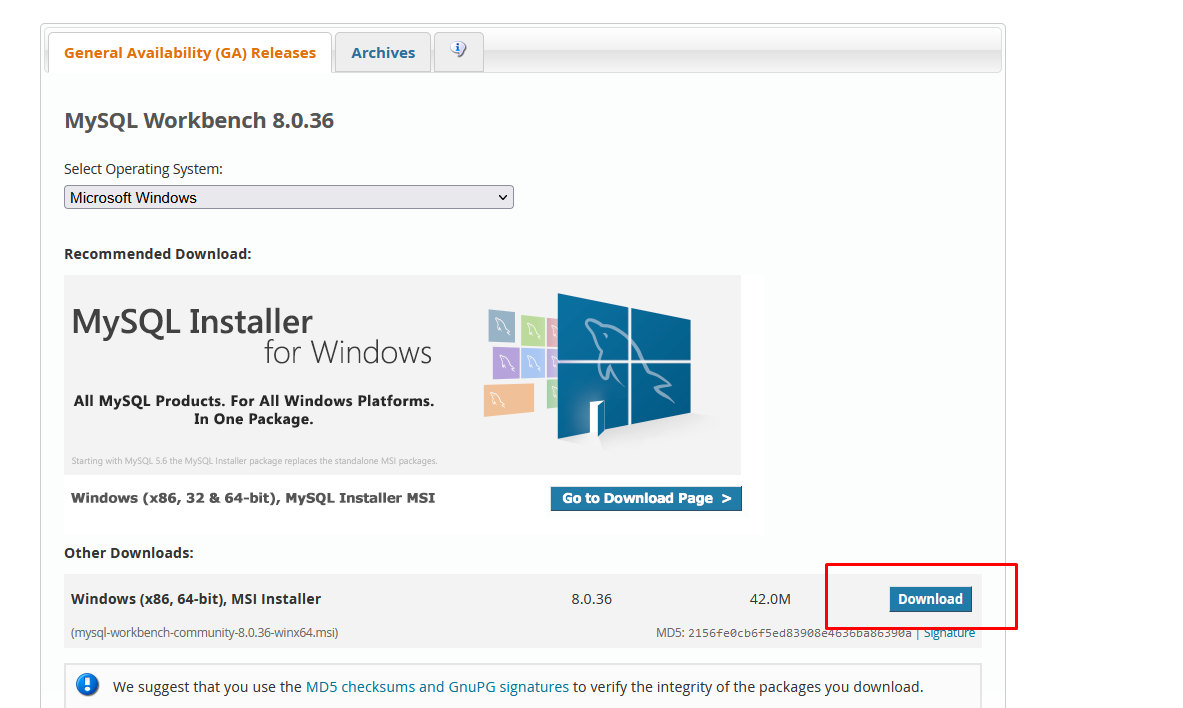 General Availability (GA) Releases
Archives
MySQL Workbench 8.0.36
Select Operating System:
Microsoft Windows
Recommended Download:
MySQL Installer
for Windows
All MySQL Products. For All Windows Platforms.
In One Package.
Starting with MySQL 5.6 the MySQL Installer package replaces the standalone MSI packages.
Windows (x86, 32 & 64-bit), MySQL Installer MSI
Go to Download Page >
Other Downloads:
Windows (x86, 64-bit), MSI Installer 8.0.36 42.0M Download
(mysql-workbench-community-8.0.36-winx64.msi) MD5: 2156fe0cb6f5ed83908e4636ba86390a | Signature
We suggest that you use the MD5 checksums and GnuPG signatures to verify the integrity of the packages you download.